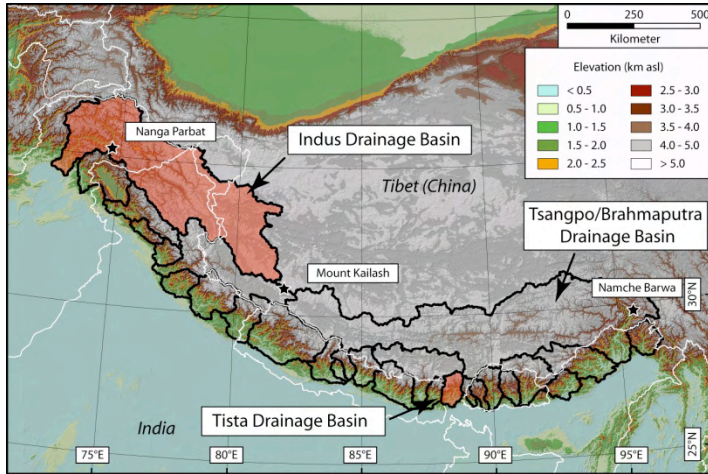 0 250 500
Kilometer
Elevation (km asl)
< 0.5 2.5 - 3.0
0.5 - 1.0 3.0 - 3.5
1.0 - 1.5 3.5 - 4.0
1.5 - 2.0 4.0 - 5.0
2.0 - 2.5 > 5.0
Nanga Parbat
Indus Drainage Basin
Tibet (China)
Tsangpo/Brahmaputra
Drainage Basin
Mount Kailash
Namche Barwa
30°N
Tista Drainage Basin
India
75°E 80°E 85°E 90°E 95°E 25°N